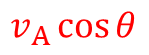 v_A cos θ